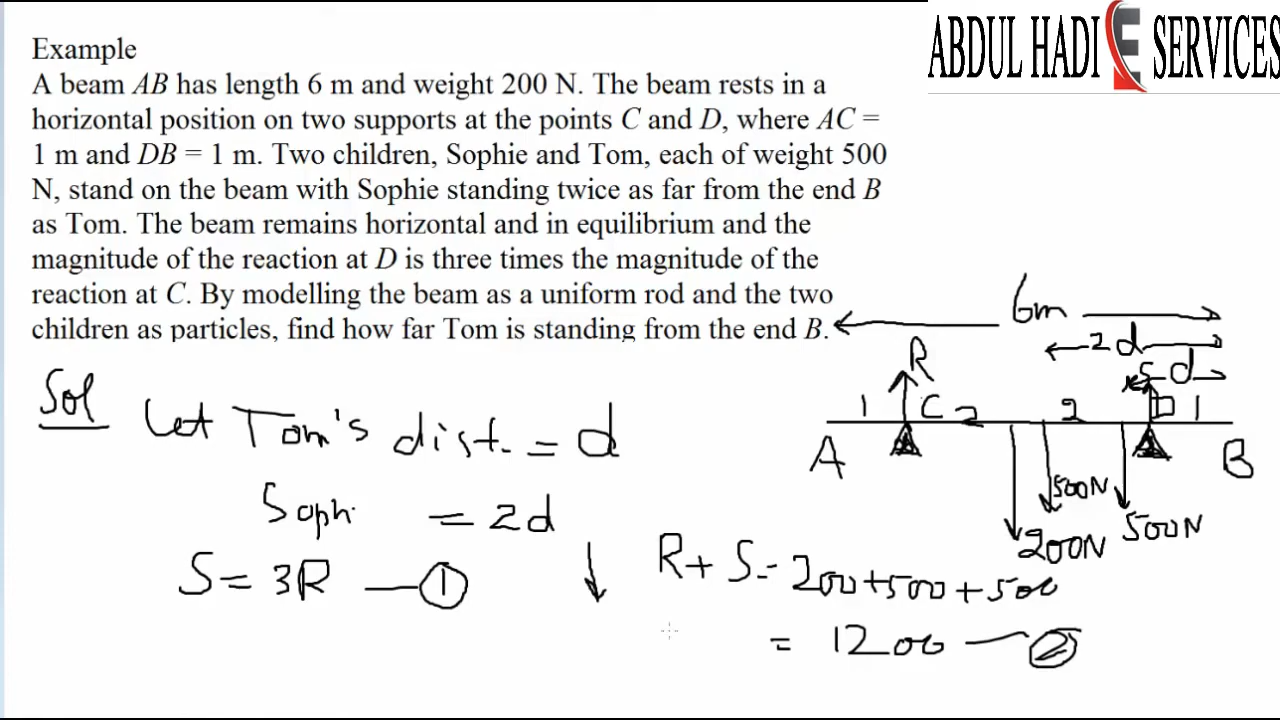 ABDUL HADI E SERVICES
Example
A beam AB has length 6 m and weight 200 N. The beam rests in a
horizontal position on two supports at the points C and D, where AC =
1 m and DB = 1 m. Two children, Sophie and Tom, each of weight 500
N, stand on the beam with Sophie standing twice as far from the end B
as Tom. The beam remains horizontal and in equilibrium and the
magnitude of the reaction at D is three times the magnitude of the
reaction at C. By modelling the beam as a uniform rod and the two
children as particles, find how far Tom is standing from the end B.
6m
2d
R
S d
1 C 2 2 D 1
A B
500N
200N 500N
Sol Let Tom's dist. = d
Soph. = 2d
S = 3R — ①
R + S = 200 + 500 + 500
= 1200 — ②